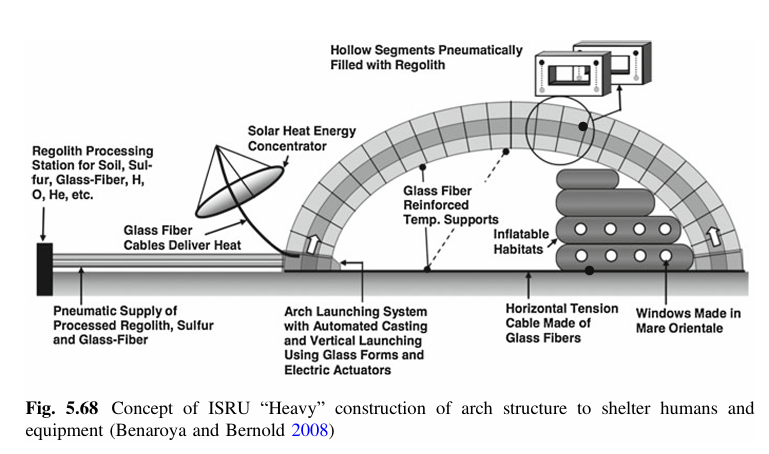 Hollow Segments Pneumatically
Filled with Regolith
Solar Heat Energy
Concentrator
Regolith Processing
Station for Soil, Sul-
fur, Glass-Fiber, H,
O, He, etc.
Glass Fiber
Reinforced
Temp. Supports
Glass Fiber
Cables Deliver Heat
Inflatable
Habitats
Pneumatic Supply of
Processed Regolith, Sulfur
and Glass-Fiber
Arch Launching System
with Automated Casting
and Vertical Launching
Using Glass Forms and
Electric Actuators
Horizontal Tension
Cable Made of
Glass Fibers
Windows Made in
Mare Orientale
Fig. 5.68 Concept of ISRU “Heavy” construction of arch structure to shelter humans and
equipment (Benaroya and Bernold 2008)